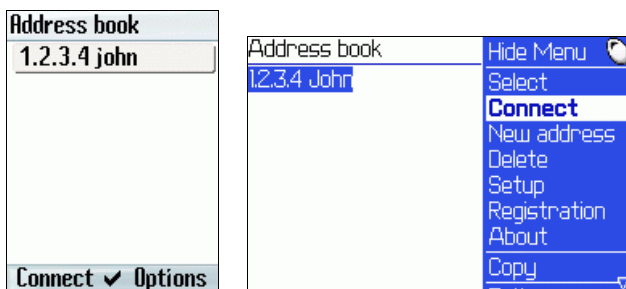 Address book
1.2.3.4 john
Connect Options
Address book
1.2.3.4 John
Hide Menu
Select
Connect
New address
Delete
Setup
Registration
About
Copy